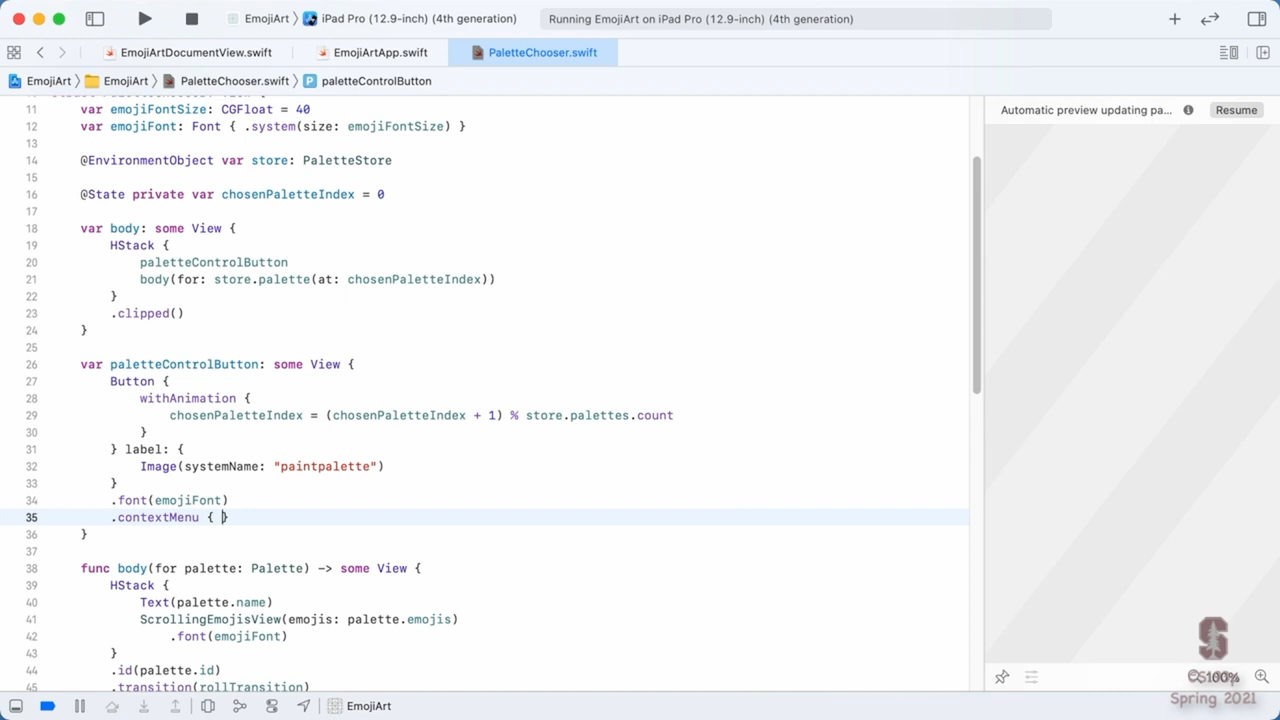 EmojiArt iPad Pro (12.9-inch) (4th generation) Running EmojiArt on iPad Pro (12.9-inch) (4th generation)
EmojiArtDocumentView.swift EmojiArtApp.swift PaletteChooser.swift
EmojiArt EmojiArt PaletteChooser.swift P paletteControlButton
Automatic preview updating pa... Resume
11 var emojiFontSize: CGFloat = 40
12 var emojiFont: Font { .system(size: emojiFontSize) }
13
14 @EnvironmentObject var store: PaletteStore
15
16 @State private var chosenPaletteIndex = 0
17
18 var body: some View {
19 HStack {
20 paletteControlButton
21 body(for: store.palette(at: chosenPaletteIndex))
22 }
23 .clipped()
24 }
25
26 var paletteControlButton: some View {
27 Button {
28 withAnimation {
29 chosenPaletteIndex = (chosenPaletteIndex + 1) % store.palettes.count
30 }
31 } label: {
32 Image(systemName: "paintpalette")
33 }
34 .font(emojiFont)
35 .contextMenu { }
36 }
37
38 func body(for palette: Palette) -> some View {
39 HStack {
40 Text(palette.name)
41 ScrollingEmojisView(emojis: palette.emojis)
42 .font(emojiFont)
43 }
44 .id(palette.id)
45 .transition(rollTransition)
100%
Spring 2021
EmojiArt